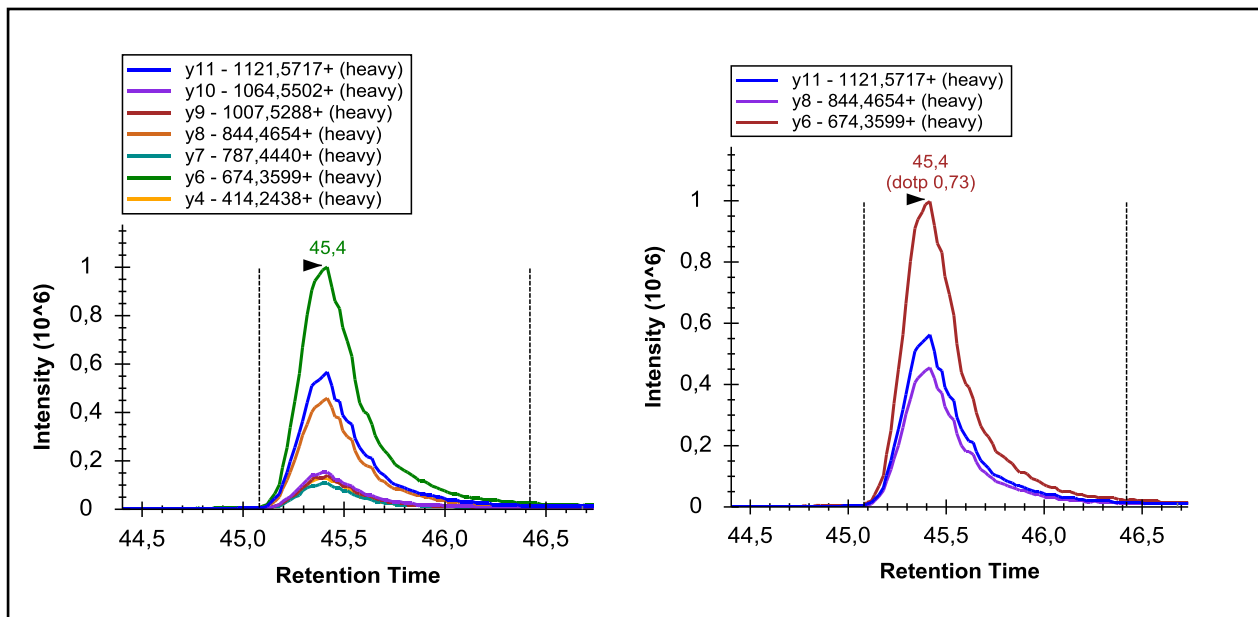 y11 - 1121,5717+ (heavy)
y10 - 1064,5502+ (heavy)
y9 - 1007,5288+ (heavy)
y8 - 844,4654+ (heavy)
y7 - 787,4440+ (heavy)
y6 - 674,3599+ (heavy)
y4 - 414,2438+ (heavy)
45,4
1
0,8
0,6
0,4
0,2
0
Intensity (10^6)
44,5 45,0 45,5 46,0 46,5
Retention Time
y11 - 1121,5717+ (heavy)
y8 - 844,4654+ (heavy)
y6 - 674,3599+ (heavy)
45,4
(dotp 0,73)
1
0,8
0,6
0,4
0,2
0
Intensity (10^6)
44,5 45,0 45,5 46,0 46,5
Retention Time